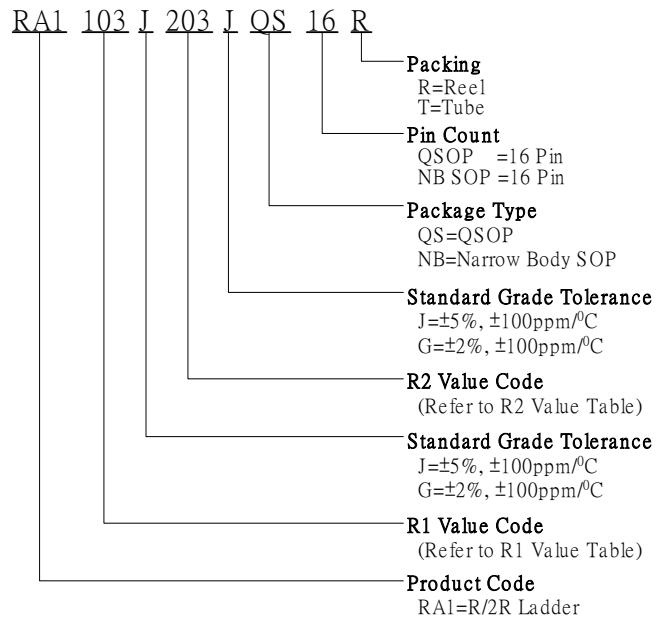 RA1 103 J 203 J QS 16 R
Packing
R=Reel
T=Tube
Pin Count
QSOP =16 Pin
NB SOP =16 Pin
Package Type
QS=QSOP
NB=Narrow Body SOP
Standard Grade Tolerance
J=±5%, ±100ppm/⁰C
G=±2%, ±100ppm/⁰C
R2 Value Code
(Refer to R2 Value Table)
Standard Grade Tolerance
J=±5%, ±100ppm/⁰C
G=±2%, ±100ppm/⁰C
R1 Value Code
(Refer to R1 Value Table)
Product Code
RA1=R/2R Ladder